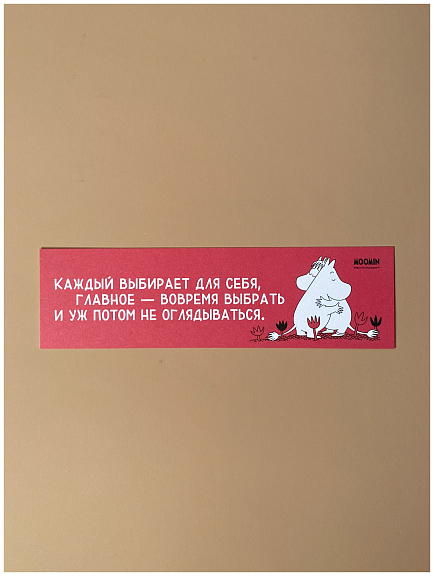 КАЖДЫЙ ВЫБИРАЕТ ДЛЯ СЕБЯ,
ГЛАВНОЕ — ВОВРЕМЯ ВЫБРАТЬ
И УЖ ПОТОМ НЕ ОГЛЯДЫВАТЬСЯ.
MOOMIN